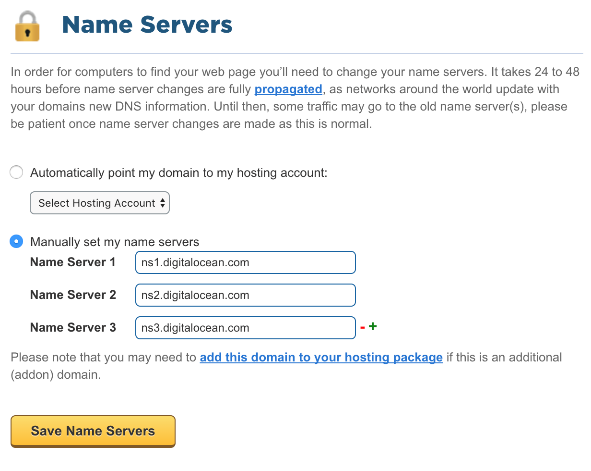 Name Servers
In order for computers to find your web page you'll need to change your name servers. It takes 24 to 48
hours before name server changes are fully propagated, as networks around the world update with
your domains new DNS information. Until then, some traffic may go to the old name server(s), please
be patient once name server changes are made as this is normal.
Automatically point my domain to my hosting account:
Select Hosting Account
Manually set my name servers
Name Server 1 ns1.digitalocean.com
Name Server 2 ns2.digitalocean.com
Name Server 3 ns3.digitalocean.com - +
Please note that you may need to add this domain to your hosting package if this is an additional
(addon) domain.
Save Name Servers